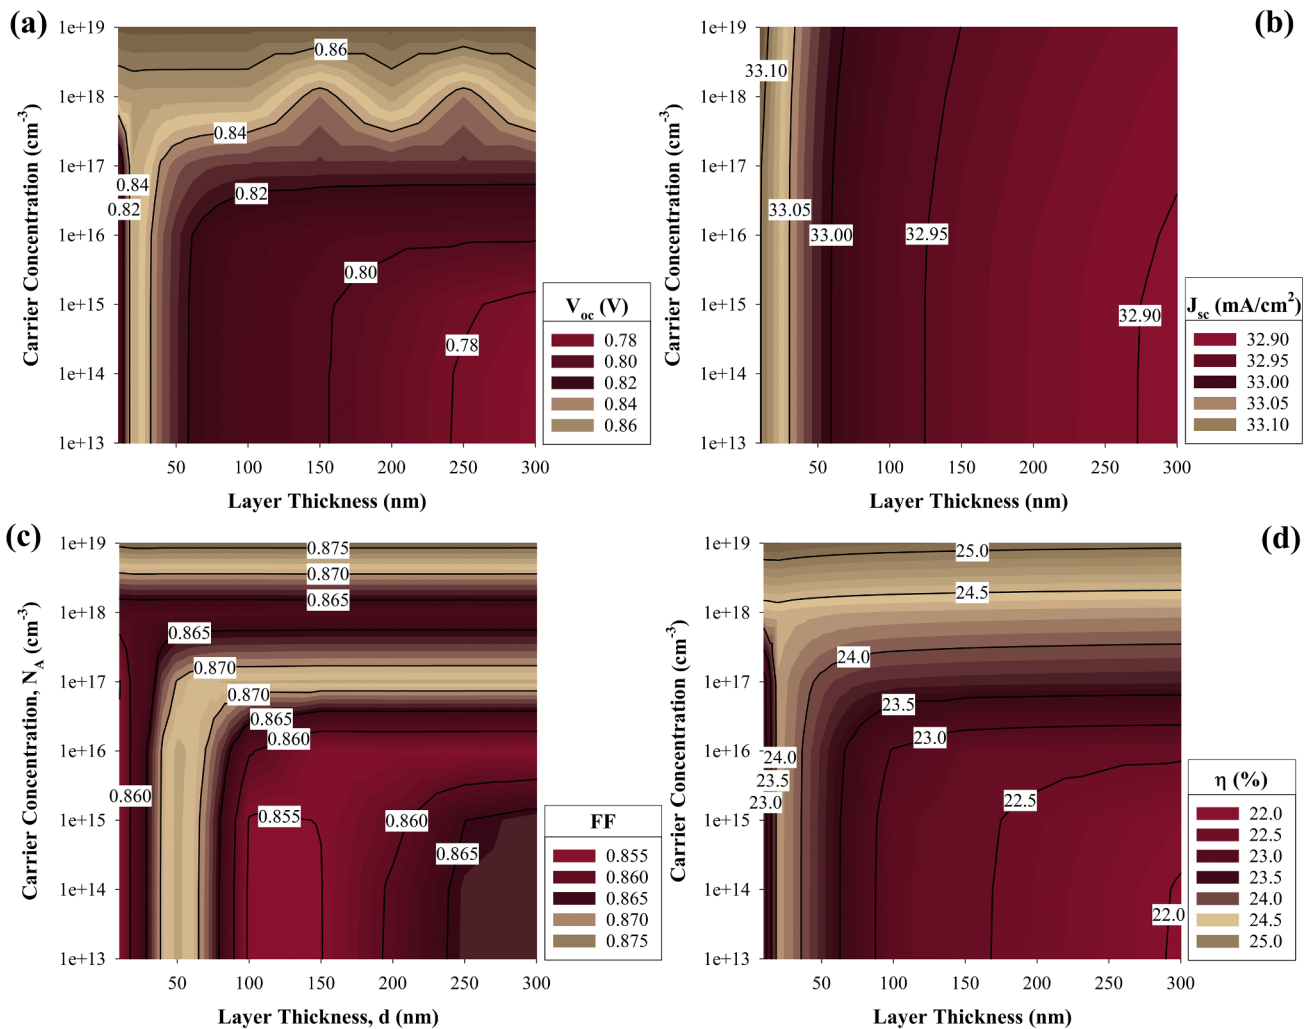 (a)
1e+19
1e+18
1e+17
1e+16
1e+15
1e+14
1e+13
Carrier Concentration (cm⁻³)
50 100 150 200 250 300
Layer Thickness (nm)
0.86
0.84
0.84
0.82
0.82
0.80
0.78
V_oc (V)
0.78
0.80
0.82
0.84
0.86
(b)
1e+19
1e+18
1e+17
1e+16
1e+15
1e+14
1e+13
Carrier Concentration (cm⁻³)
50 100 150 200 250 300
Layer Thickness (nm)
33.10
33.05
33.00
32.95
32.90
J_sc (mA/cm²)
32.90
32.95
33.00
33.05
33.10
(c)
1e+19
1e+18
1e+17
1e+16
1e+15
1e+14
1e+13
Carrier Concentration, N_A (cm⁻³)
50 100 150 200 250 300
Layer Thickness, d (nm)
0.875
0.870
0.865
0.865
0.870
0.870
0.865
0.860
0.860
0.855
0.860
0.865
FF
0.855
0.860
0.865
0.870
0.875
(d)
1e+19
1e+18
1e+17
1e+16
1e+15
1e+14
1e+13
Carrier Concentration (cm⁻³)
50 100 150 200 250 300
Layer Thickness (nm)
25.0
24.5
24.0
23.5
23.0
24.0
23.5
23.0
22.5
22.0
η (%)
22.0
22.5
23.0
23.5
24.0
24.5
25.0